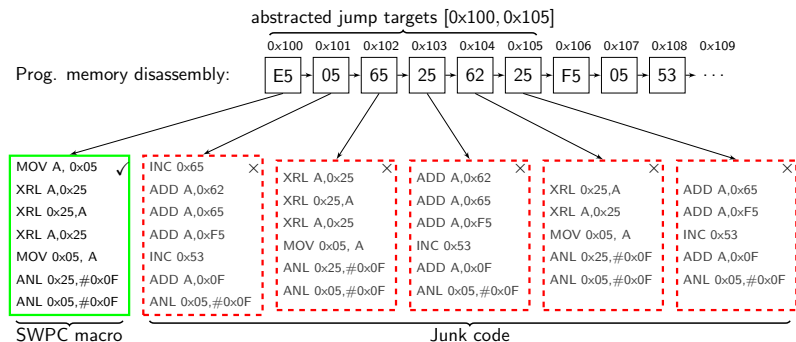 abstracted jump targets [0x100, 0x105]
0x100 0x101 0x102 0x103 0x104 0x105 0x106 0x107 0x108 0x109
Prog. memory disassembly: E5 05 65 25 62 25 F5 05 53 · · ·
MOV A, 0x05 ✓
XRL A,0x25
XRL 0x25,A
XRL A,0x25
MOV 0x05, A
ANL 0x25,#0x0F
ANL 0x05,#0x0F
INC 0x65 ×
ADD A,0x62
ADD A,0x65
ADD A,0xF5
INC 0x53
ADD A,0x0F
ANL 0x05,#0x0F
×
XRL A,0x25
XRL 0x25,A
XRL A,0x25
MOV 0x05, A
ANL 0x25,#0x0F
ANL 0x05,#0x0F
×
ADD A,0x62
ADD A,0x65
ADD A,0xF5
INC 0x53
ADD A,0x0F
ANL 0x05,#0x0F
×
XRL 0x25,A
XRL A,0x25
MOV 0x05, A
ANL 0x25,#0x0F
ANL 0x05,#0x0F
×
ADD A,0x65
ADD A,0xF5
INC 0x53
ADD A,0x0F
ANL 0x05,#0x0F
SWPC macro
Junk code